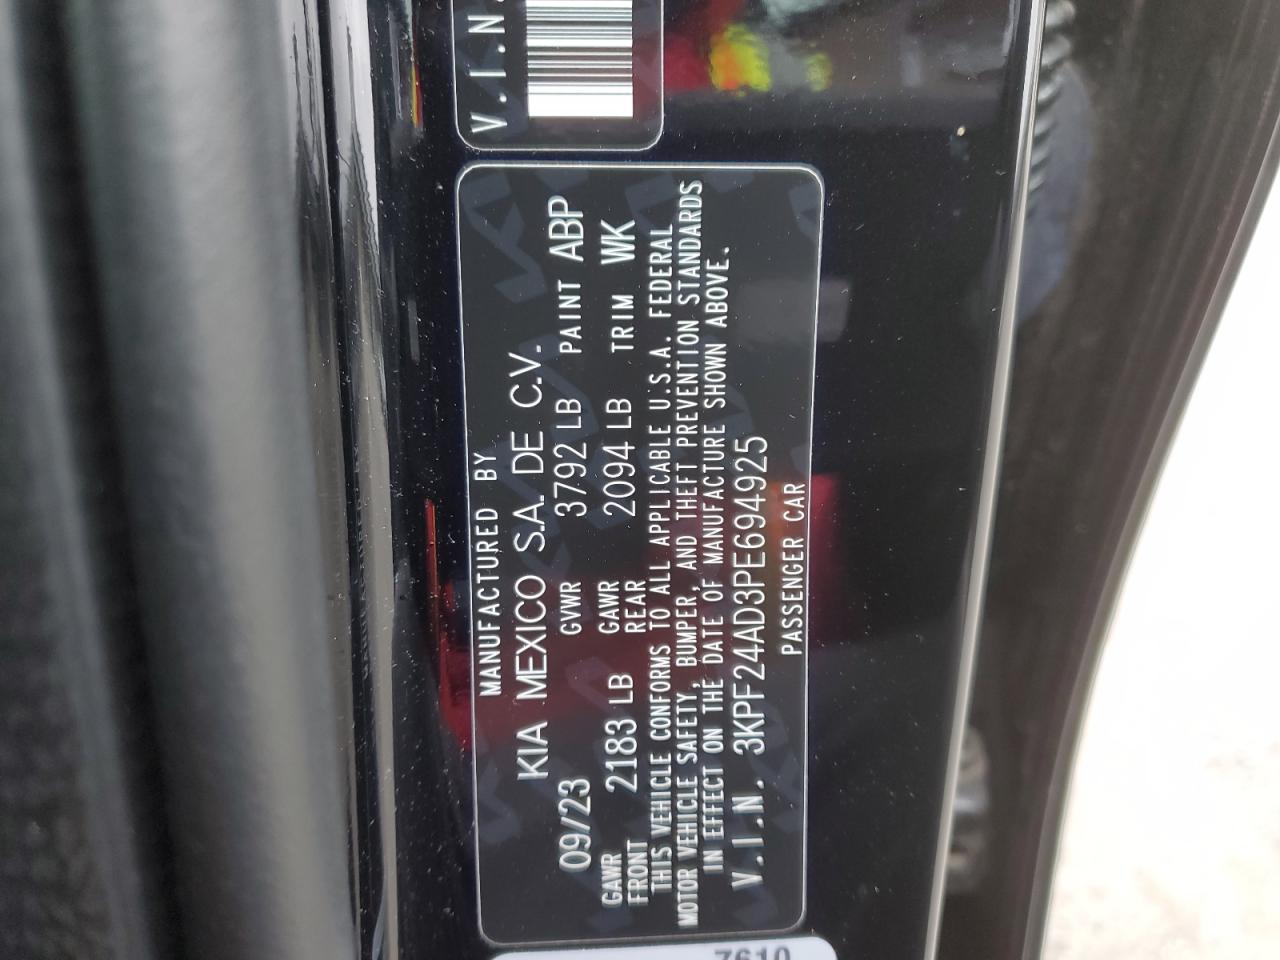 V.I.N.
MANUFACTURED BY
KIA MEXICO S.A. DE C.V.
09/23 GVWR 3792 LB PAINT ABP
GAWR FRONT 2183 LB GAWR REAR 2094 LB TRIM WK
THIS VEHICLE CONFORMS TO ALL APPLICABLE U.S.A. FEDERAL
MOTOR VEHICLE SAFETY, BUMPER, AND THEFT PREVENTION STANDARDS
IN EFFECT ON THE DATE OF MANUFACTURE SHOWN ABOVE.
V.I.N. 3KPF24AD3PE694925
PASSENGER CAR
7610